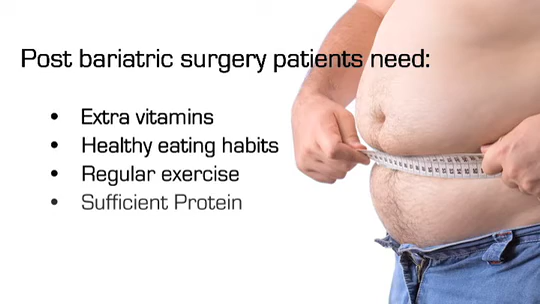 Post bariatric surgery patients need:
• Extra vitamins
• Healthy eating habits
• Regular exercise
• Sufficient Protein